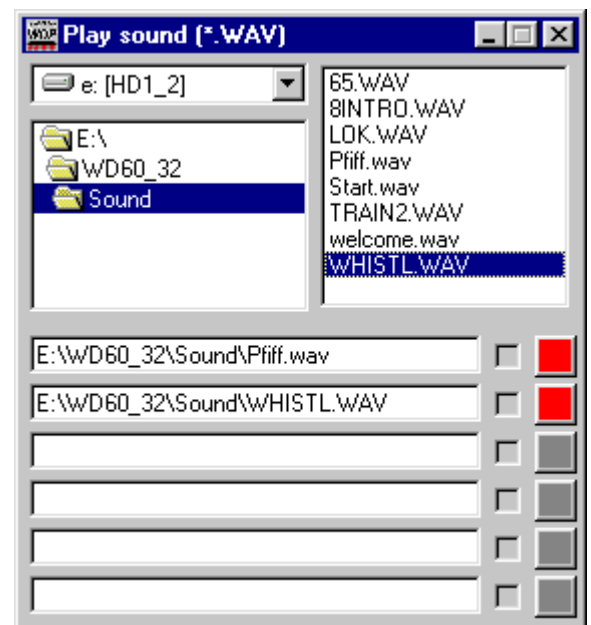 Play sound (*.WAV)
e: [HD1_2]
E:\
WD60_32
Sound
65.WAV
8INTRO.WAV
LOK.WAV
Pfiff.wav
Start.wav
TRAIN2.WAV
welcome.wav
WHISTL.WAV
E:\WD60_32\Sound\Pfiff.wav
E:\WD60_32\Sound\WHISTL.WAV